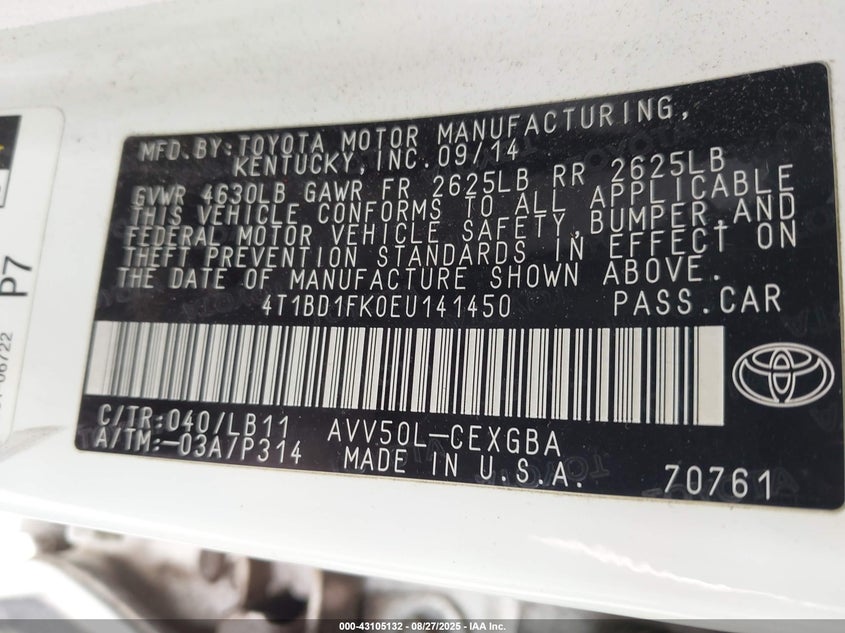 MFD.BY:TOYOTA MOTOR MANUFACTURING,
KENTUCKY,INC.09/14
GVWR 4630LB GAWR FR 2625LB RR 2625LB
THIS VEHICLE CONFORMS TO ALL APPLICABLE
FEDERAL MOTOR VEHICLE SAFETY,BUMPER,AND
THEFT PREVENTION STANDARDS IN EFFECT ON
THE DATE OF MANUFACTURE SHOWN ABOVE.
4T1BD1FK0EU141450 PASS.CAR
C/TR:040/LB11 AVV50L-CEXGBA
A/TM:-03A/P314 MADE IN U.S.A. 70761
P7
000-43105132 - 08/27/2025 - IAA Inc.